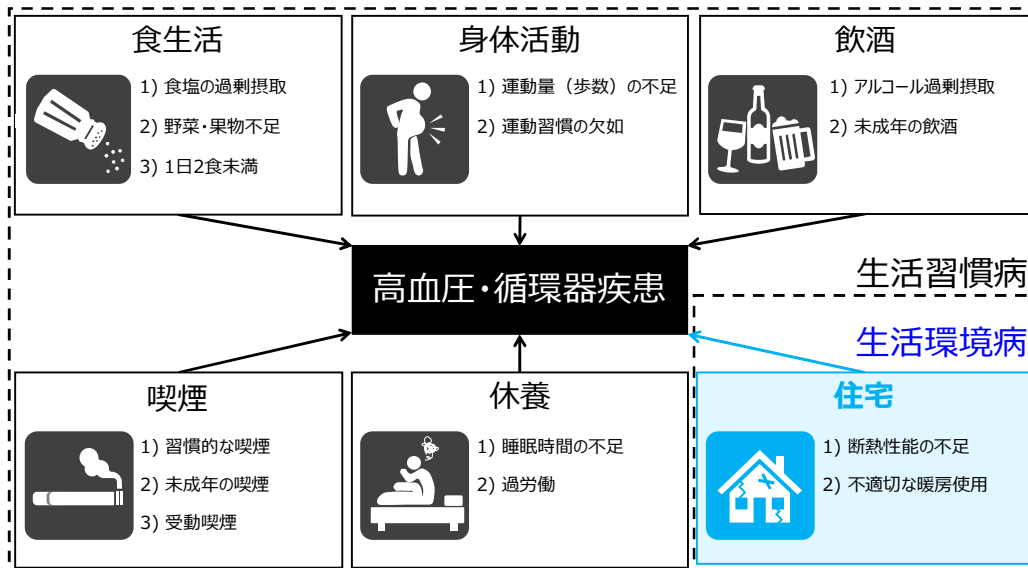 食生活
1) 食塩の過剰摂取
2) 野菜・果物不足
3) 1日2食未満
身体活動
1) 運動量（歩数）の不足
2) 運動習慣の欠如
飲酒
1) アルコール過剰摂取
2) 未成年の飲酒
高血圧・循環器疾患
生活習慣病
生活環境病
喫煙
1) 習慣的な喫煙
2) 未成年の喫煙
3) 受動喫煙
休養
1) 睡眠時間の不足
2) 過労働
住宅
1) 断熱性能の不足
2) 不適切な暖房使用